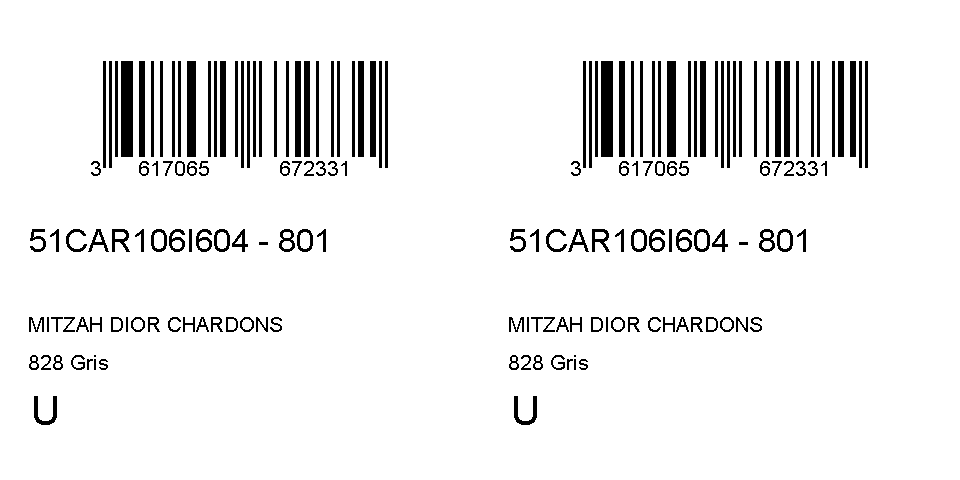 3 617065 672331
51CAR106I604 - 801
MITZAH DIOR CHARDONS
828 Gris
U
3 617065 672331
51CAR106I604 - 801
MITZAH DIOR CHARDONS
828 Gris
U